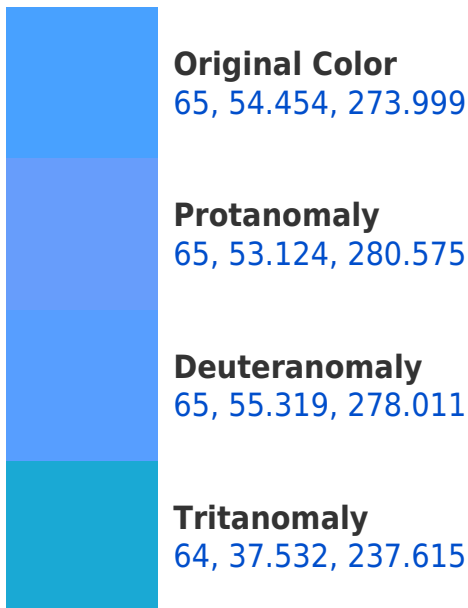 Original Color
65, 54.454, 273.999
Protanomaly
65, 53.124, 280.575
Deuteranomaly
65, 55.319, 278.011
Tritanomaly
64, 37.532, 237.615